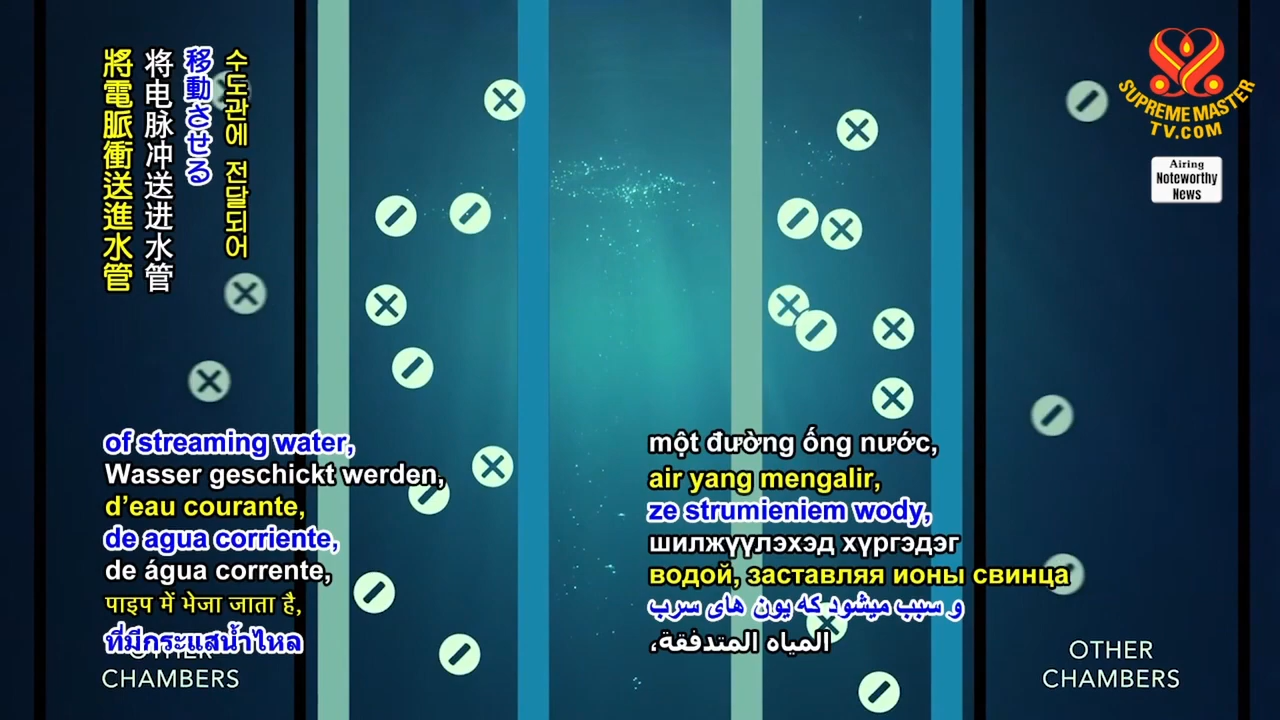 수도관에 전달되어
移動させる
将电脉冲送进水管
將電脈衝送進水管
SUPREME MASTER
TV.COM
Airing
Noteworthy
News
of streaming water,
Wasser geschickt werden,
d’eau courante,
de agua corriente,
de água corrente,
पाइप में भेजा जाता है,
ที่มีกระแสน้ำไหล
một đường ống nước,
air yang mengalir,
ze strumieniem wody,
шилжүүлэхэд хүргэдэг
водой, заставляя ионы свинца
و سبب میشود که یون های سرب
المياه المتدفقة،
OTHER
CHAMBERS
OTHER
CHAMBERS